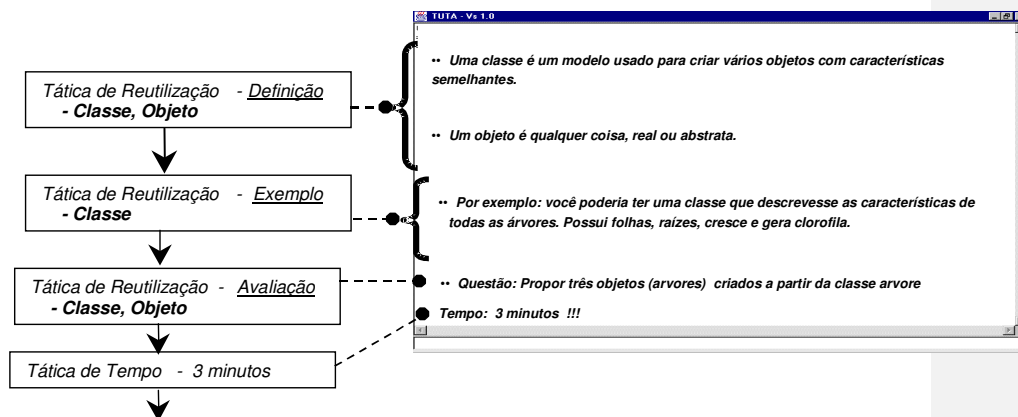 TUTA - Vs 1.0
Tática de Reutilização - Definição
- Classe, Objeto
Tática de Reutilização - Exemplo
- Classe
Tática de Reutilização - Avaliação
- Classe, Objeto
Tática de Tempo - 3 minutos
•• Uma classe é um modelo usado para criar vários objetos com características
semelhantes.
•• Um objeto é qualquer coisa, real ou abstrata.
•• Por exemplo: você poderia ter uma classe que descrevesse as características de
todas as árvores. Possui folhas, raízes, cresce e gera clorofila.
•• Questão: Propor três objetos (arvores) criados a partir da classe arvore
Tempo: 3 minutos !!!